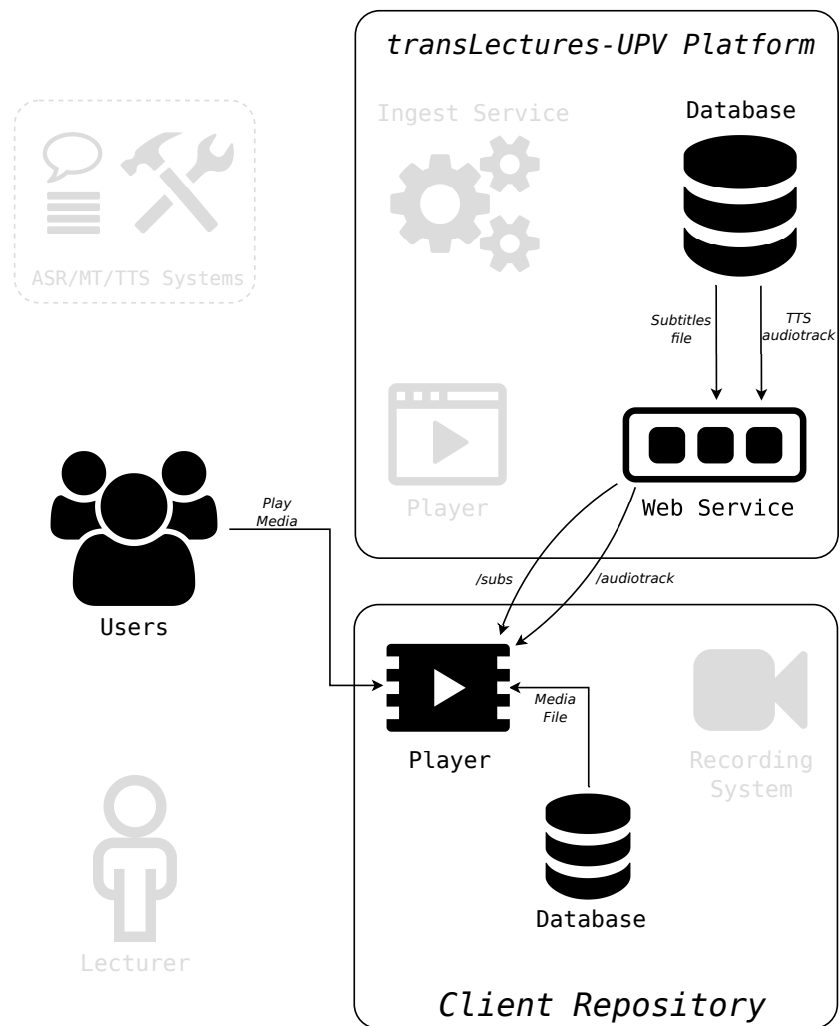 transLectures-UPV Platform
Ingest Service
Database
ASR/MT/TTS Systems
Subtitles
file
TTS
audiotrack
Player
Web Service
Play
Media
Users
/subs
/audiotrack
Player
Media
File
Recording
System
Database
Lecturer
Client Repository